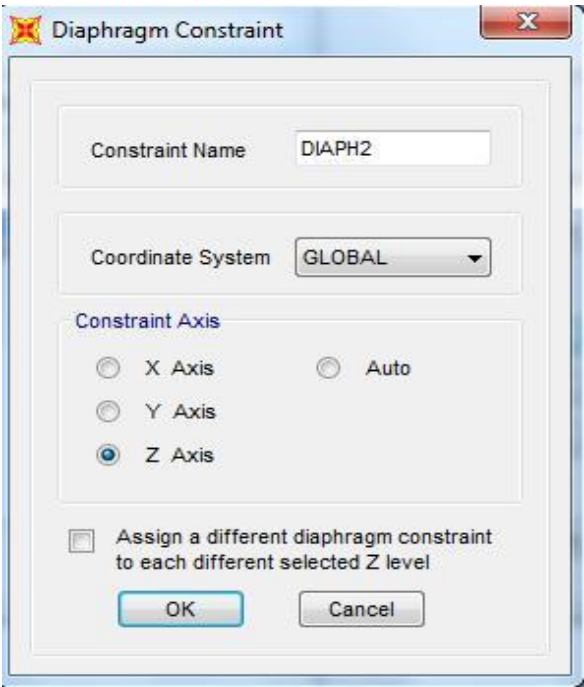 Diaphragm Constraint
Constraint Name DIAPH2
Coordinate System GLOBAL
Constraint Axis
X Axis Auto
Y Axis
Z Axis
Assign a different diaphragm constraint
to each different selected Z level
OK Cancel